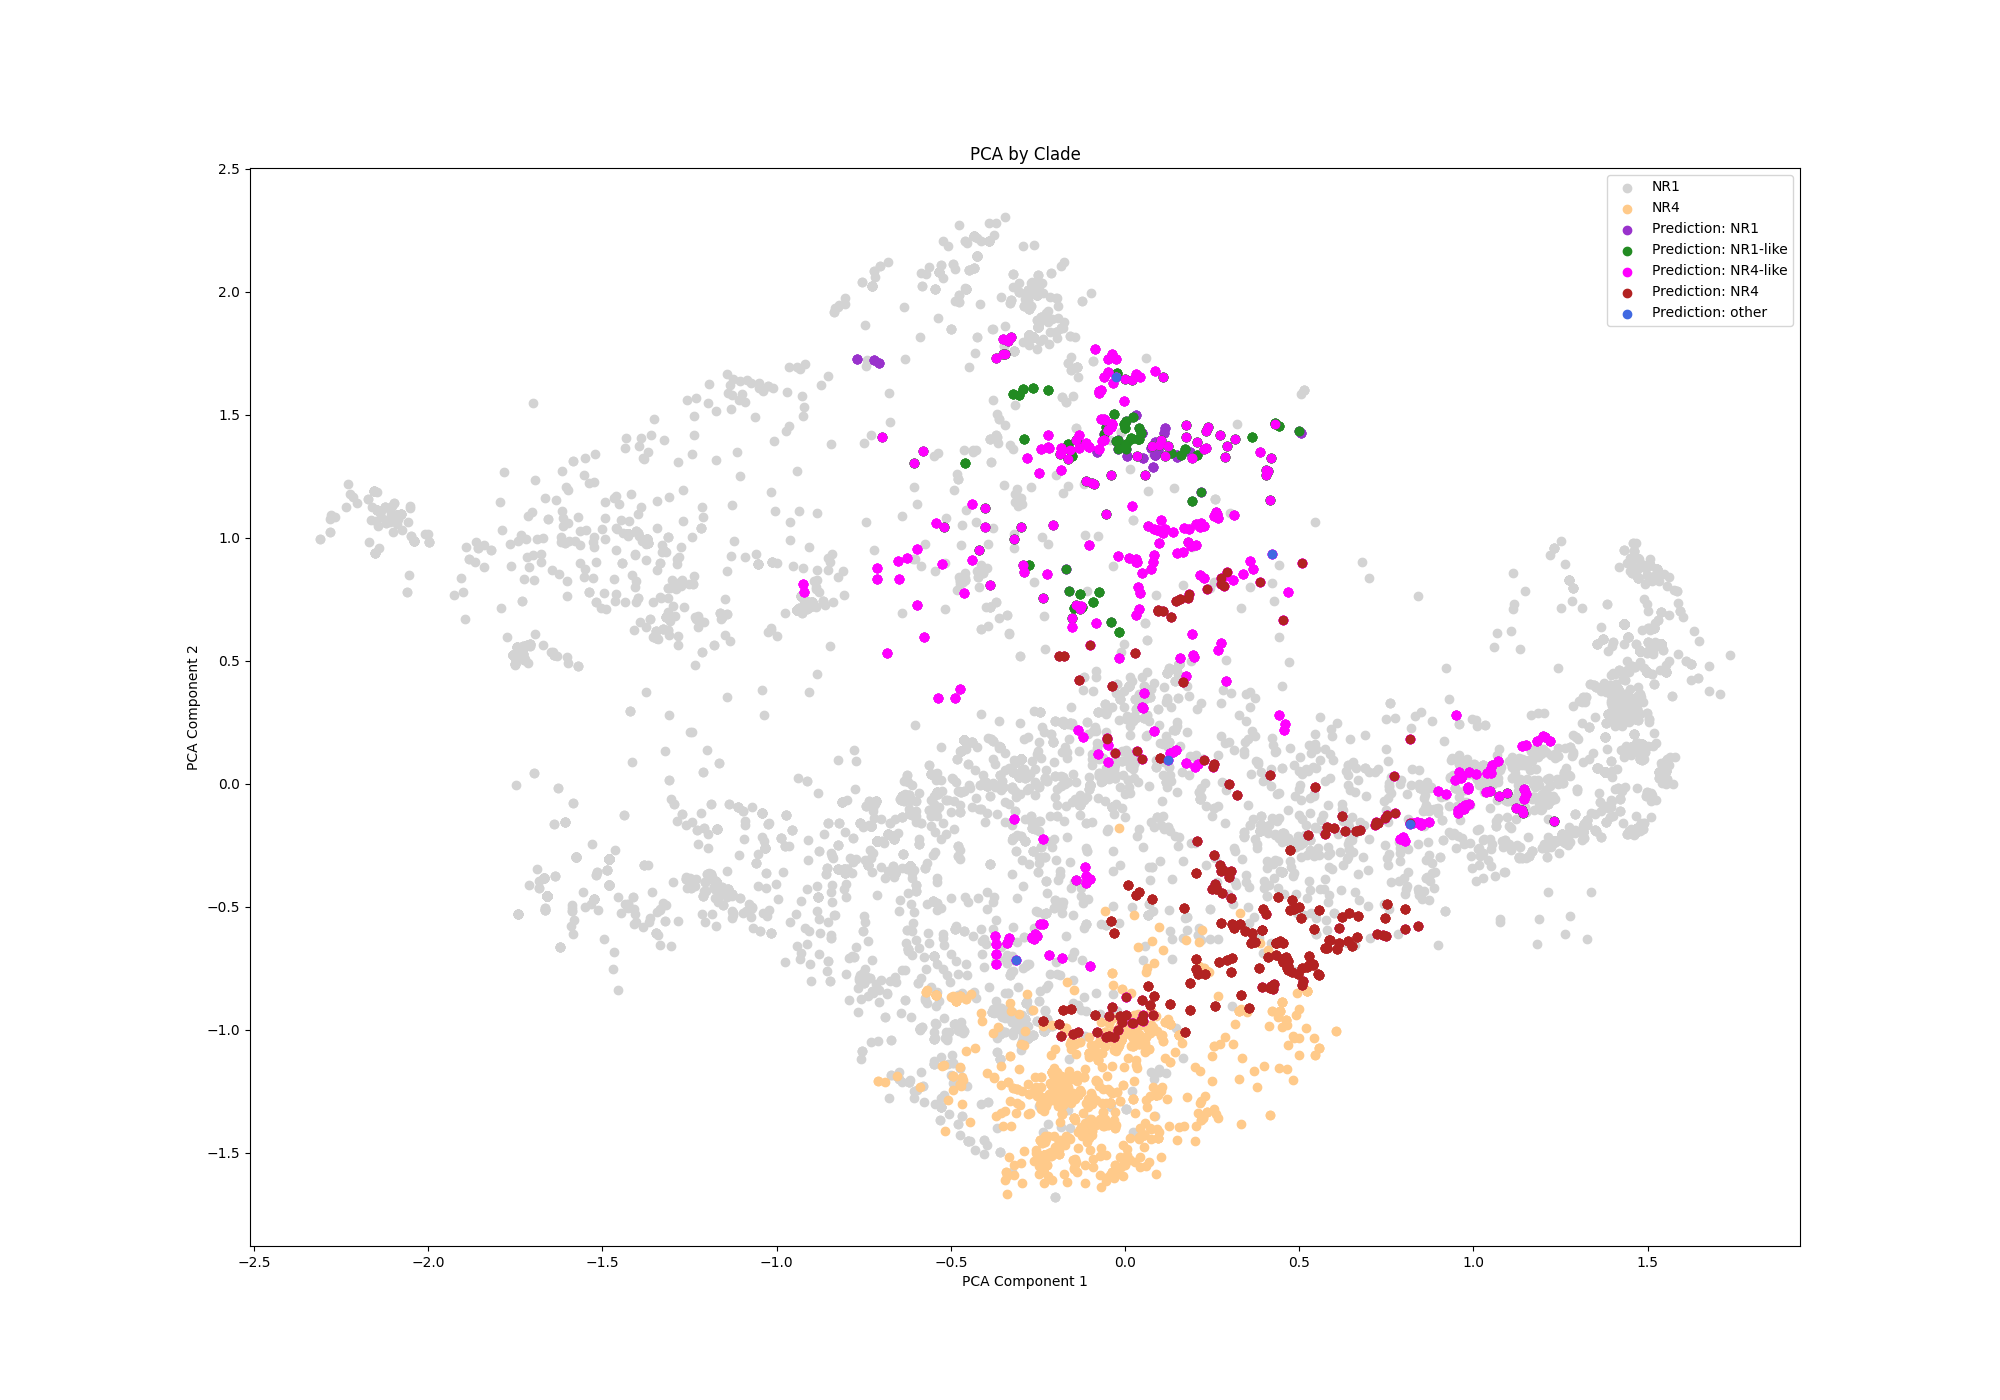 PCA by Clade
NR1
NR4
Prediction: NR1
Prediction: NR1-like
Prediction: NR4-like
Prediction: NR4
Prediction: other
2.5
2.0
1.5
1.0
0.5
0.0
−0.5
−1.0
−1.5
PCA Component 2
−2.5
−2.0
−1.5
−1.0
−0.5
0.0
0.5
1.0
1.5
PCA Component 1